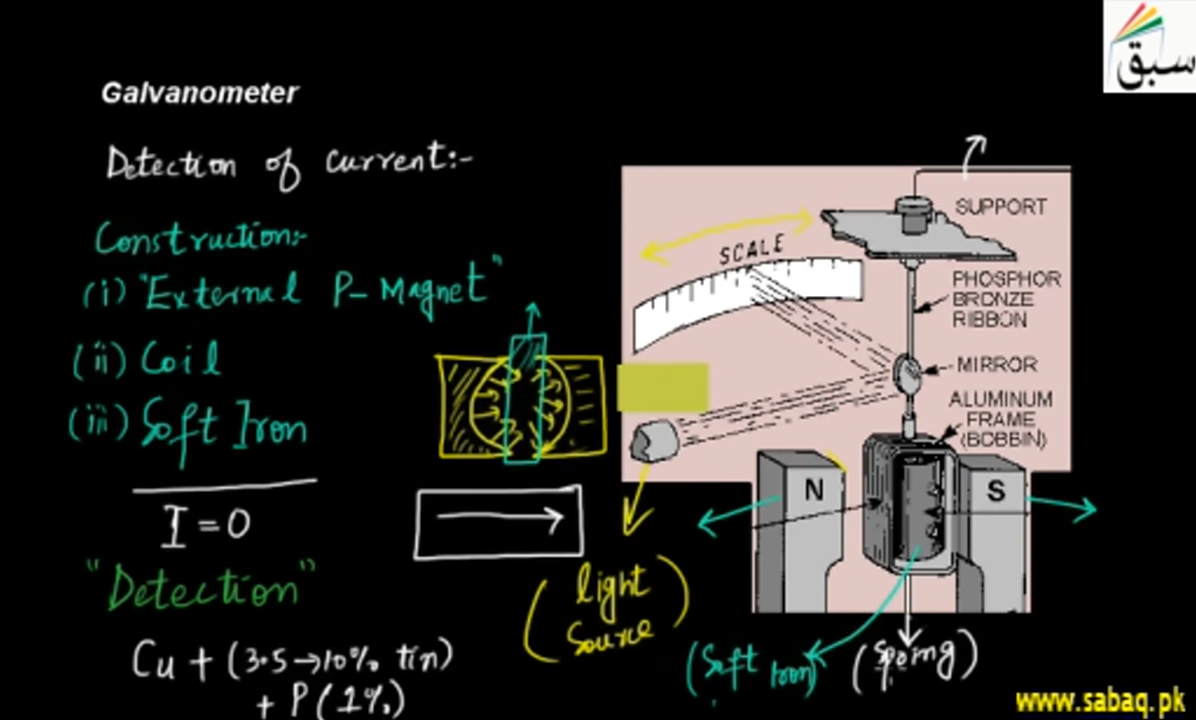 سبق
Galvanometer
Detection of current:-
Construction:-
(i) "External P-Magnet"
(ii) Coil
(iii) Soft Iron
I = 0
"Detection"
Cu + (3.5→10% tin)
+ P (1%)
SCALE
SUPPORT
PHOSPHOR
BRONZE
RIBBON
MIRROR
ALUMINUM
FRAME
(BOBBIN)
N
S
(light
source)
(Soft Iron)
(Spoing)
www.sabaq.pk